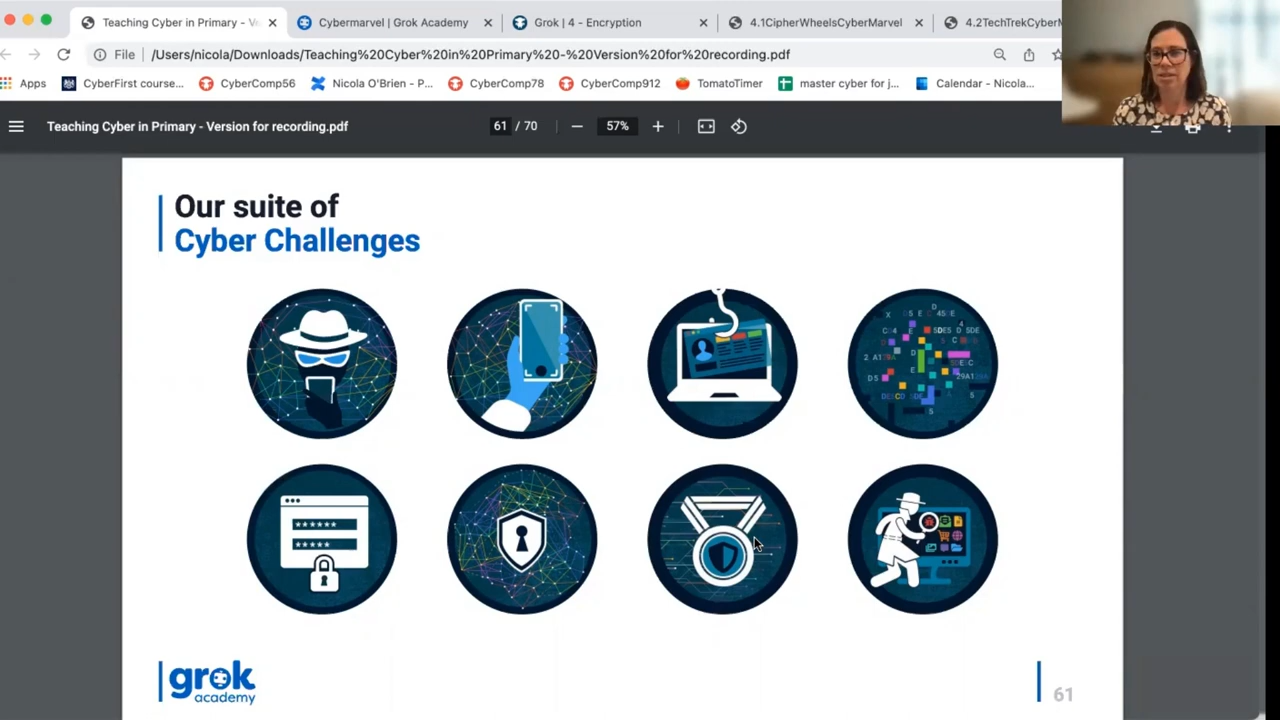 Teaching Cyber in Primary - Ve
Cybermarvel | Grok Academy
Grok | 4 - Encryption
4.1CipherWheelsCyberMarvel
4.2TechTrekCyberM
File
/Users/nicola/Downloads/Teaching%20Cyber%20in%20Primary%20-%20Version%20for%20recording.pdf
Apps
CyberFirst course...
CyberComp56
Nicola O'Brien - P...
CyberComp78
CyberComp912
TomatoTimer
master cyber for j...
Calendar - Nicola...
Teaching Cyber in Primary - Version for recording.pdf
61 / 70
57%
Our suite of
Cyber Challenges
grok
academy
61